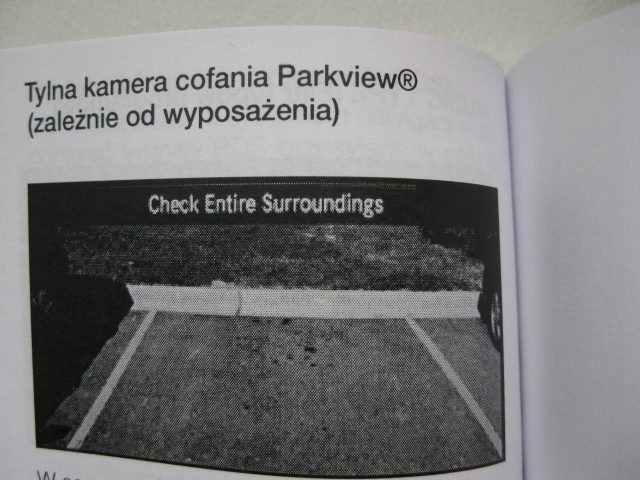 Tylna kamera cofania Parkview®
(zależnie od wyposażenia)
Check Entire Surroundings